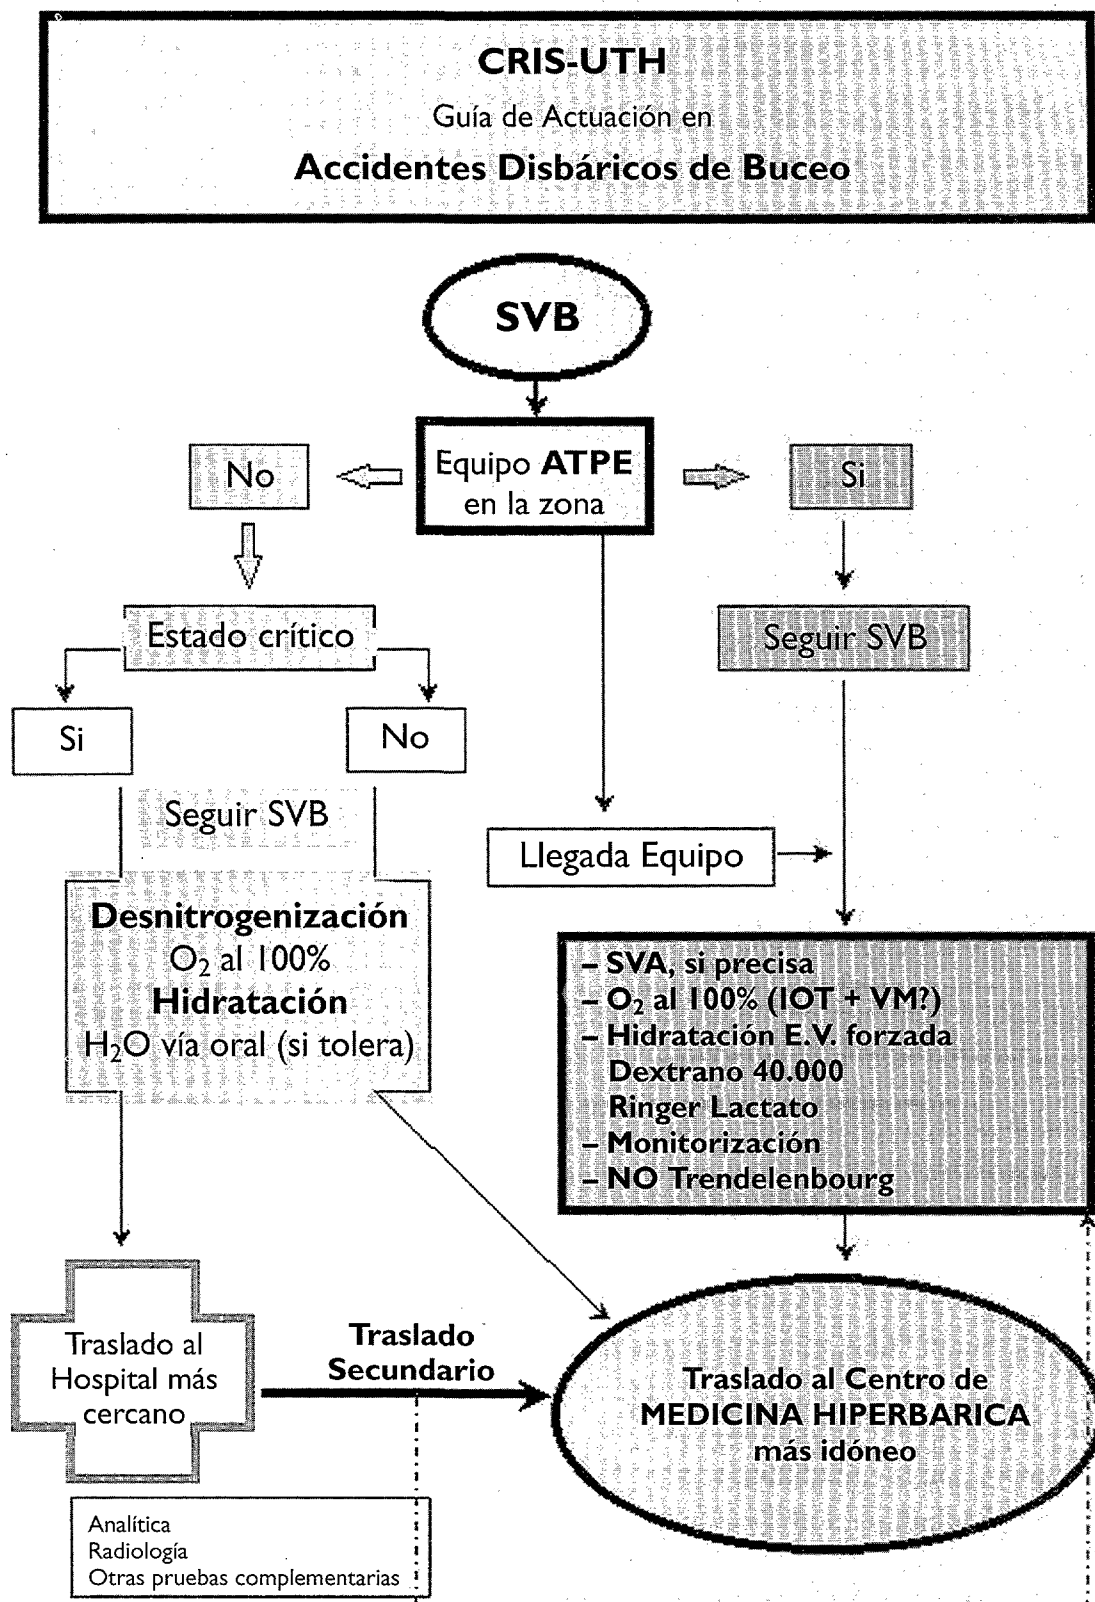 CRIS-UTH
Guía de Actuación en
Accidentes Disbáricos de Buceo
SVB
No
Equipo ATPE
en la zona
Si
Estado crítico
Seguir SVB
Si
No
Seguir SVB
Llegada Equipo
Desnitrogenización
O₂ al 100%
Hidratación
H₂O vía oral (si tolera)
– SVA, si precisa
– O₂ al 100% (IOT + VM?)
– Hidratación E.V. forzada
Dextrano 40.000
Ringer Lactato
– Monitorización
– NO Trendelenbourg
Traslado al
Hospital más
cercano
Traslado
Secundario
Traslado al Centro de
MEDICINA HIPERBARICA
más idóneo
Analítica
Radiología
Otras pruebas complementarias